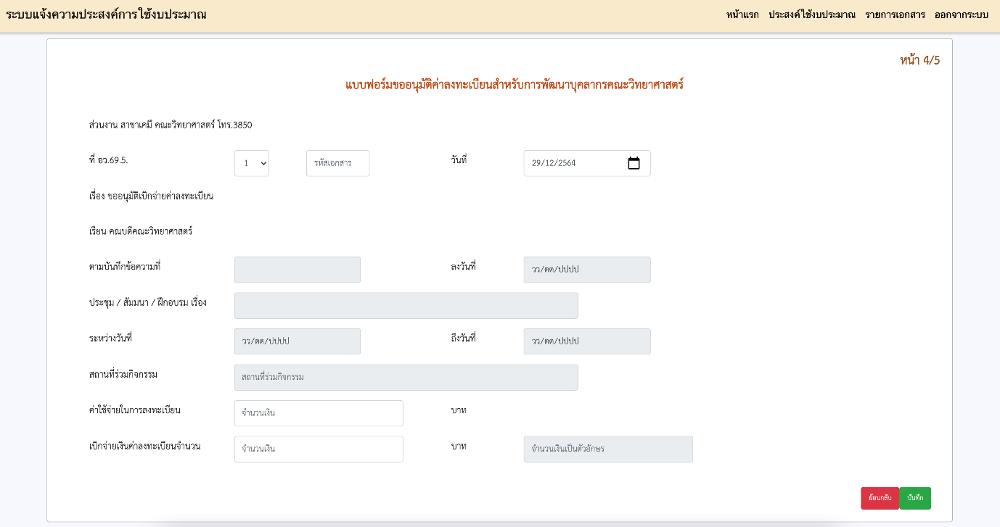 ระบบแจ้งความประสงค์การใช้งบประมาณ หน้าแรก ประสงค์ใช้งบประมาณ รายการเอกสาร ออกจากระบบ
หน้า 4/5
แบบฟอร์มขออนุมัติค่าลงทะเบียนสำหรับการพัฒนาบุคลากรคณะวิทยาศาสตร์
ส่วนงาน สาขาเคมี คณะวิทยาศาสตร์ โทร.3850
ที่ อว.69.5. 1 รหัสเอกสาร วันที่ 29/12/2564
เรื่อง ขออนุมัติเบิกจ่ายค่าลงทะเบียน
เรียน คณบดีคณะวิทยาศาสตร์
ตามบันทึกข้อความที่ ลงวันที่ วว/ดด/ปปปป
ประชุม / สัมมนา / ฝึกอบรม เรื่อง
ระหว่างวันที่ วว/ดด/ปปปป ถึงวันที่ วว/ดด/ปปปป
สถานที่ร่วมกิจกรรม สถานที่ร่วมกิจกรรม
ค่าใช้จ่ายในการลงทะเบียน จำนวนเงิน บาท
เบิกจ่ายเงินค่าลงทะเบียนจำนวน จำนวนเงิน บาท จำนวนเงินเป็นตัวอักษร
ย้อนกลับ บันทึก